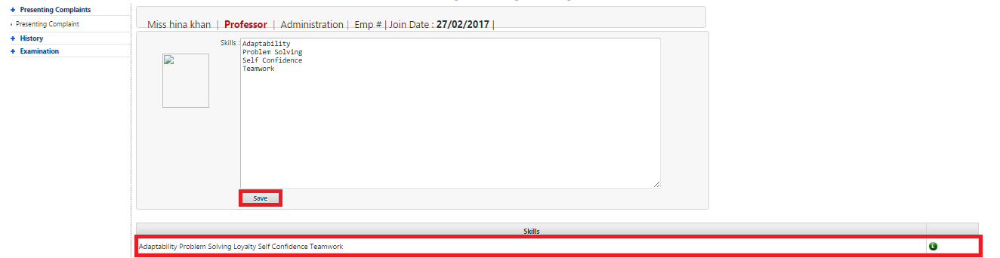 Presenting Complaints
Presenting Complaint
History
Examination
Miss hina khan | Professor | Administration | Emp # | Join Date : 27/02/2017 |
Skills :
Adaptability
Problem Solving
Self Confidence
Teamwork
Save
Skills
Adaptability Problem Solving Loyalty Self Confidence Teamwork
E